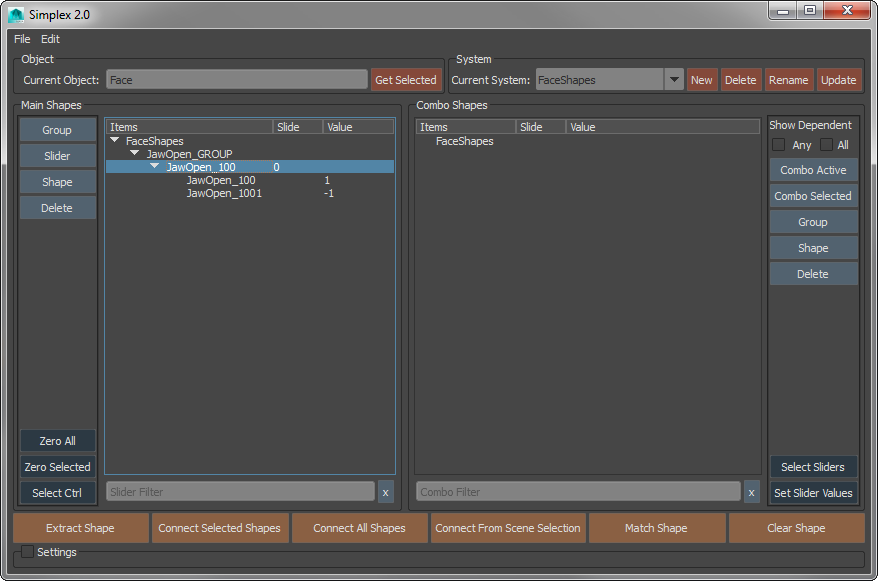 Simplex 2.0
File Edit
Object
Current Object: Face Get Selected
System
Current System: FaceShapes New Delete Rename Update
Main Shapes
Group
Slider
Shape
Delete
Zero All
Zero Selected
Select Ctrl
Items Slide Value
FaceShapes
JawOpen_GROUP
JawOpen_100 0
JawOpen_100 1
JawOpen_1001 -1
Slider Filter x
Combo Shapes
Items Slide Value
FaceShapes
Combo Filter x
Show Dependent
Any All
Combo Active
Combo Selected
Group
Shape
Delete
Select Sliders
Set Slider Values
Extract Shape Connect Selected Shapes Connect All Shapes Connect From Scene Selection Match Shape Clear Shape
Settings